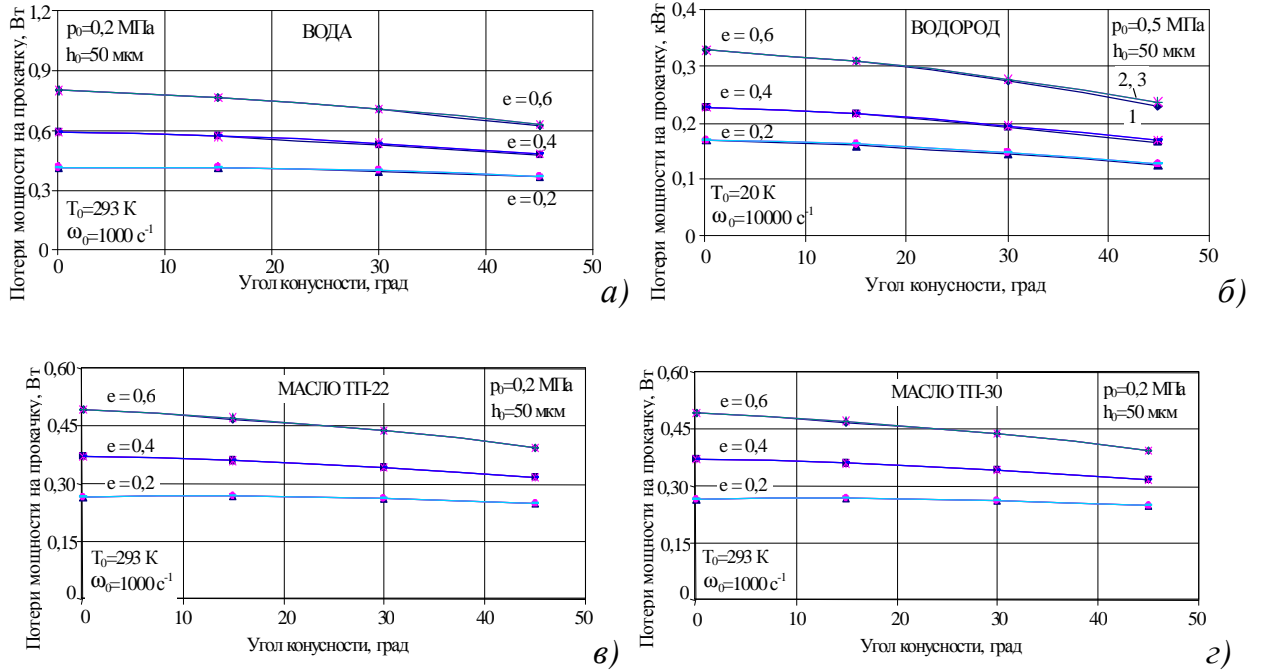 Потери мощности на прокачку, Вт
1,2
0,9
0,6
0,3
0
p₀=0,2 МПа
h₀=50 мкм
ВОДА
e = 0,6
e = 0,4
e = 0,2
T₀=293 К
ω₀=1000 с⁻¹
0 10 20 30 40 50
Угол конусности, град
а)
Потери мощности на прокачку, кВт
0,4
0,3
0,2
0,1
0
ВОДОРОД
p₀=0,5 МПа
h₀=50 мкм
e = 0,6
2, 3
1
e = 0,4
e = 0,2
T₀=20 К
ω₀=10000 с⁻¹
0 10 20 30 40 50
Угол конусности, град
б)
Потери мощности на прокачку, Вт
0,60
0,45
0,30
0,15
0
МАСЛО ТП-22
p₀=0,2 МПа
h₀=50 мкм
e = 0,6
e = 0,4
e = 0,2
T₀=293 К
ω₀=1000 с⁻¹
0 10 20 30 40 50
Угол конусности, град
в)
Потери мощности на прокачку, Вт
0,60
0,45
0,30
0,15
0
МАСЛО ТП-30
p₀=0,2 МПа
h₀=50 мкм
e = 0,6
e = 0,4
e = 0,2
T₀=293 К
ω₀=1000 с⁻¹
0 10 20 30 40 50
Угол конусности, град
г)